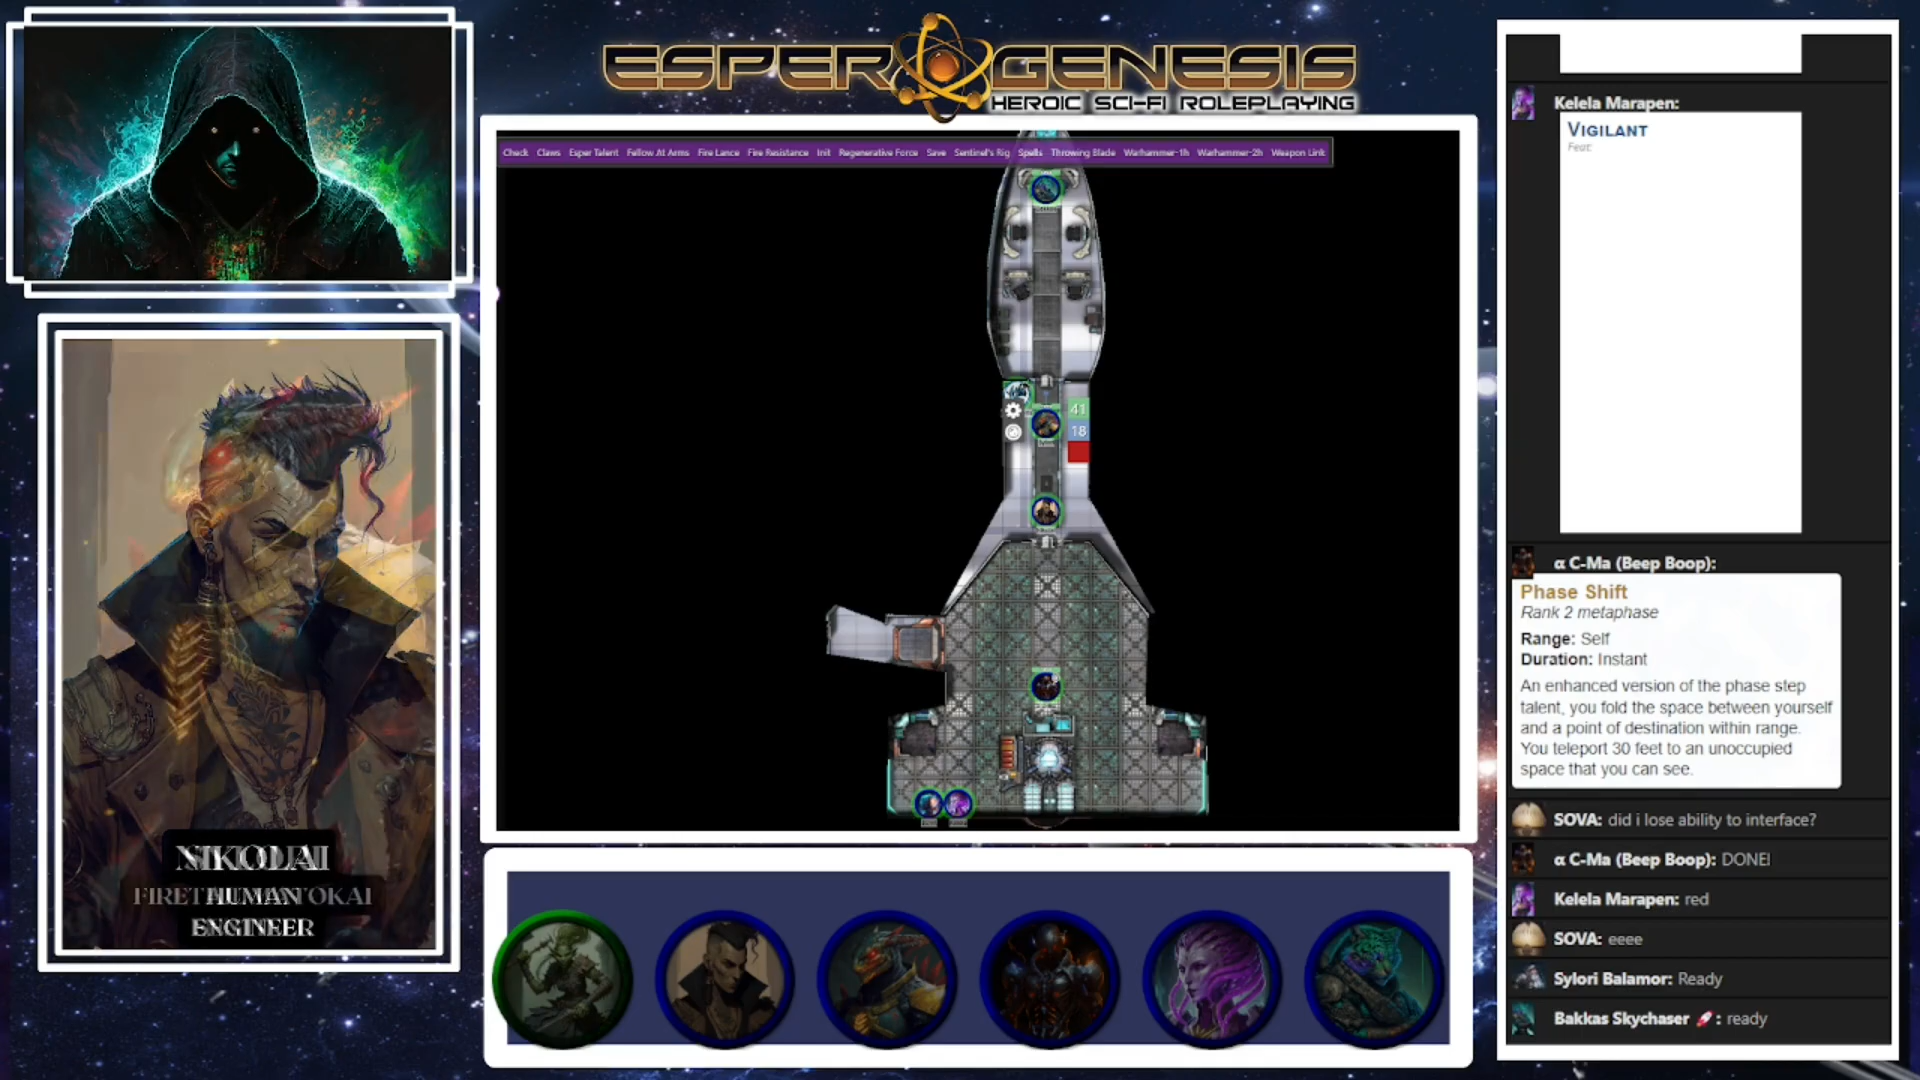 ESPER GENESIS
HEROIC SCI-FI ROLEPLAYING
Check Claws Esper Talent Fellow At Arms Fire Lance Fire Resistance Init Regenerative Force Save Sentinel's Rig Spells Throwing Blade Warhammer-1h Warhammer-2h Weapon Link
41
18
NIKOLAI
HUMAN
ENGINEER
Kelela Marapen:
VIGILANT
Feat:
α C-Ma (Beep Boop):
Phase Shift
Rank 2 metaphase
Range: Self
Duration: Instant
An enhanced version of the phase step
talent, you fold the space between yourself
and a point of destination within range.
You teleport 30 feet to an unoccupied
space that you can see.
SOVA: did i lose ability to interface?
α C-Ma (Beep Boop): DONE!
Kelela Marapen: red
SOVA: eeee
Sylori Balamor: Ready
Bakkas Skychaser 🚀: ready